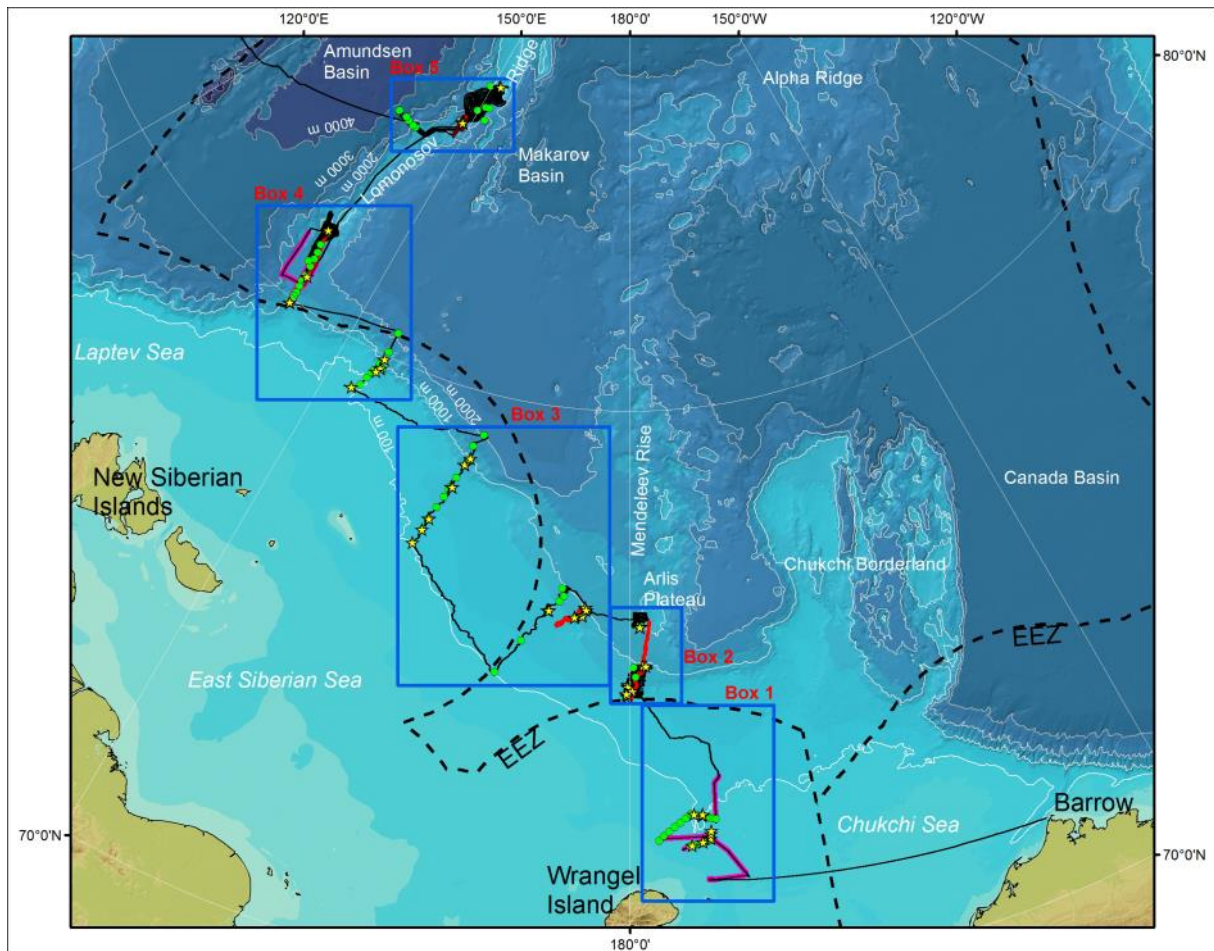 120°0'E
150°0'E
180°0'
150°0'W
120°0'W
80°0'N
Amundsen
Basin
Box 5
Ridge
Alpha Ridge
4000 m
3000 m
2000 m
Lomonosov
Makarov
Basin
Box 4
Laptev Sea
100 m
1000 m
2000 m
Box 3
New Siberian
Islands
Mendeleev Rise
Canada Basin
Chukchi Borderland
Arlis
Plateau
EEZ
Box 2
East Siberian Sea
Box 1
EEZ
Barrow
Chukchi Sea
70°0'N
70°0'N
Wrangel
Island
180°0'